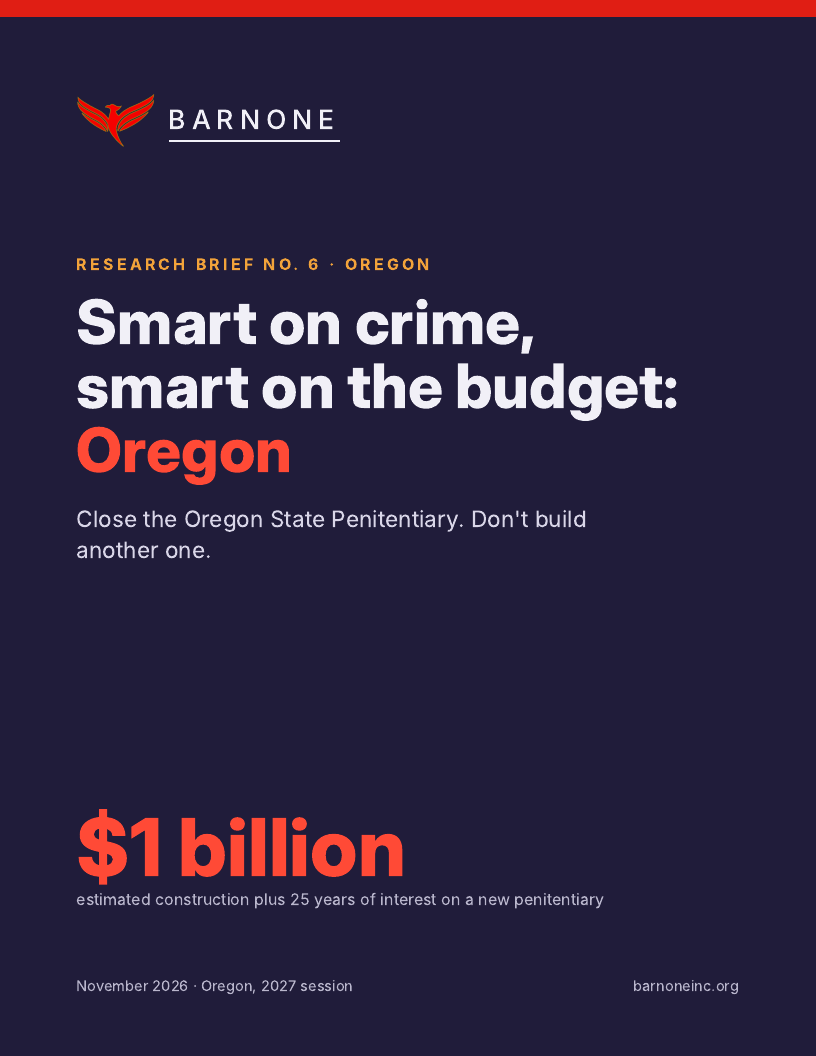 BARNONE
RESEARCH BRIEF NO. 6 · OREGON
Smart on crime,
smart on the budget:
Oregon
Close the Oregon State Penitentiary. Don't build
another one.
$1 billion
estimated construction plus 25 years of interest on a new penitentiary
November 2026 · Oregon, 2027 session
barnoneinc.org